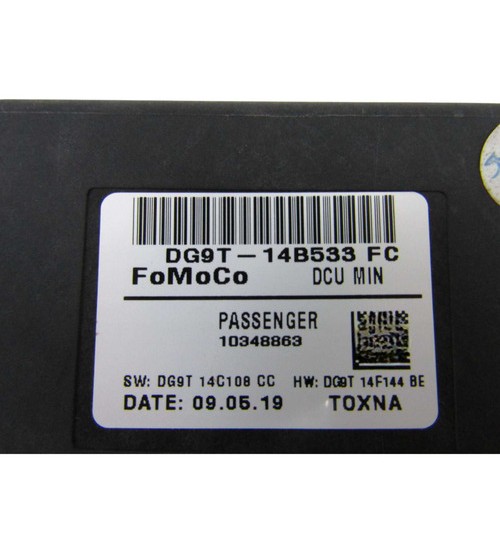 DG9T-14B533 FC
FoMoCo DCU MIN
PASSENGER
10348863
SW: DG9T 14C108 CC HW: DG9T 14F144 BE
DATE: 09.05.19 TOXNA